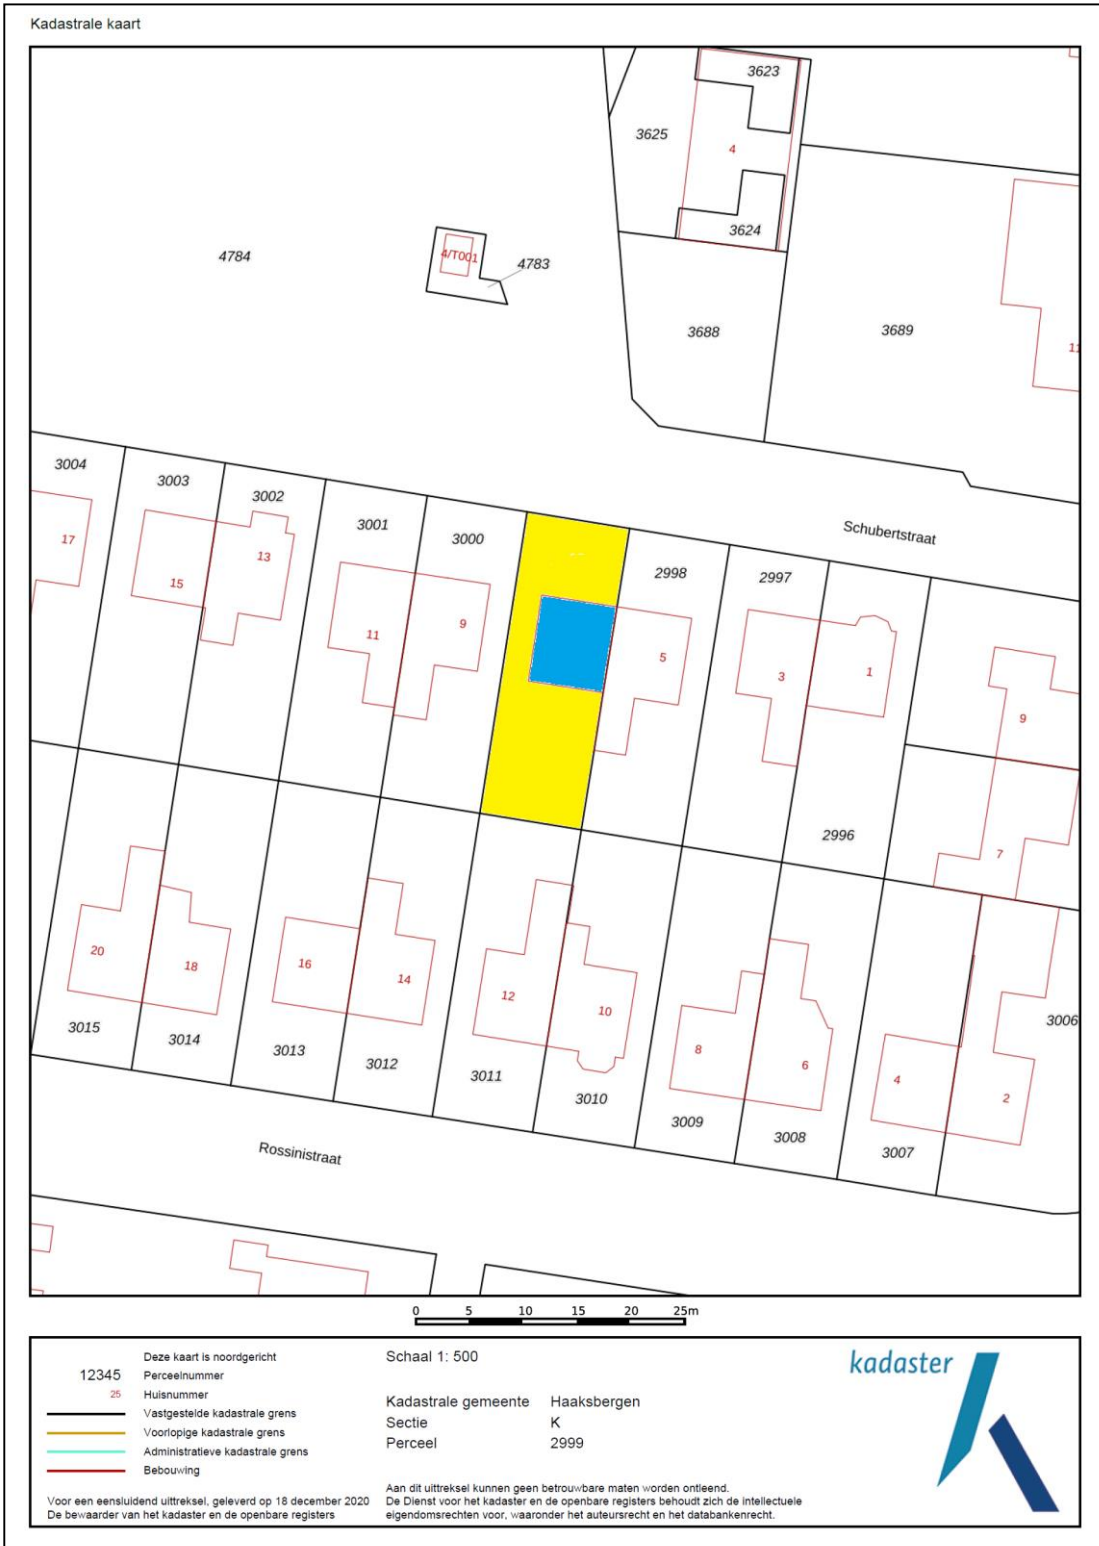 Kadastrale kaart
3623
3625
4
3624
4784
4/T001
4783
3688
3689
11
3004
3003
3002
3001
3000
Schubertstraat
2998
2997
17
15
13
11
9
5
3
1
9
2996
7
20
18
16
14
12
10
8
6
4
2
3006
3015
3014
3013
3012
3011
3010
3009
3008
3007
Rossinistraat
0 5 10 15 20 25m
Deze kaart is noordgericht
12345 Perceelnummer
25 Huisnummer
Vastgestelde kadastrale grens
Voorlopige kadastrale grens
Administratieve kadastrale grens
Bebouwing
Voor een eensluidend uittreksel, geleverd op 18 december 2020
De bewaarder van het kadaster en de openbare registers
Schaal 1: 500
Kadastrale gemeente Haaksbergen
Sectie K
Perceel 2999
Aan dit uittreksel kunnen geen betrouwbare maten worden ontleend.
De Dienst voor het kadaster en de openbare registers behoudt zich de intellectuele
eigendomsrechten voor, waaronder het auteursrecht en het databankenrecht.
kadaster